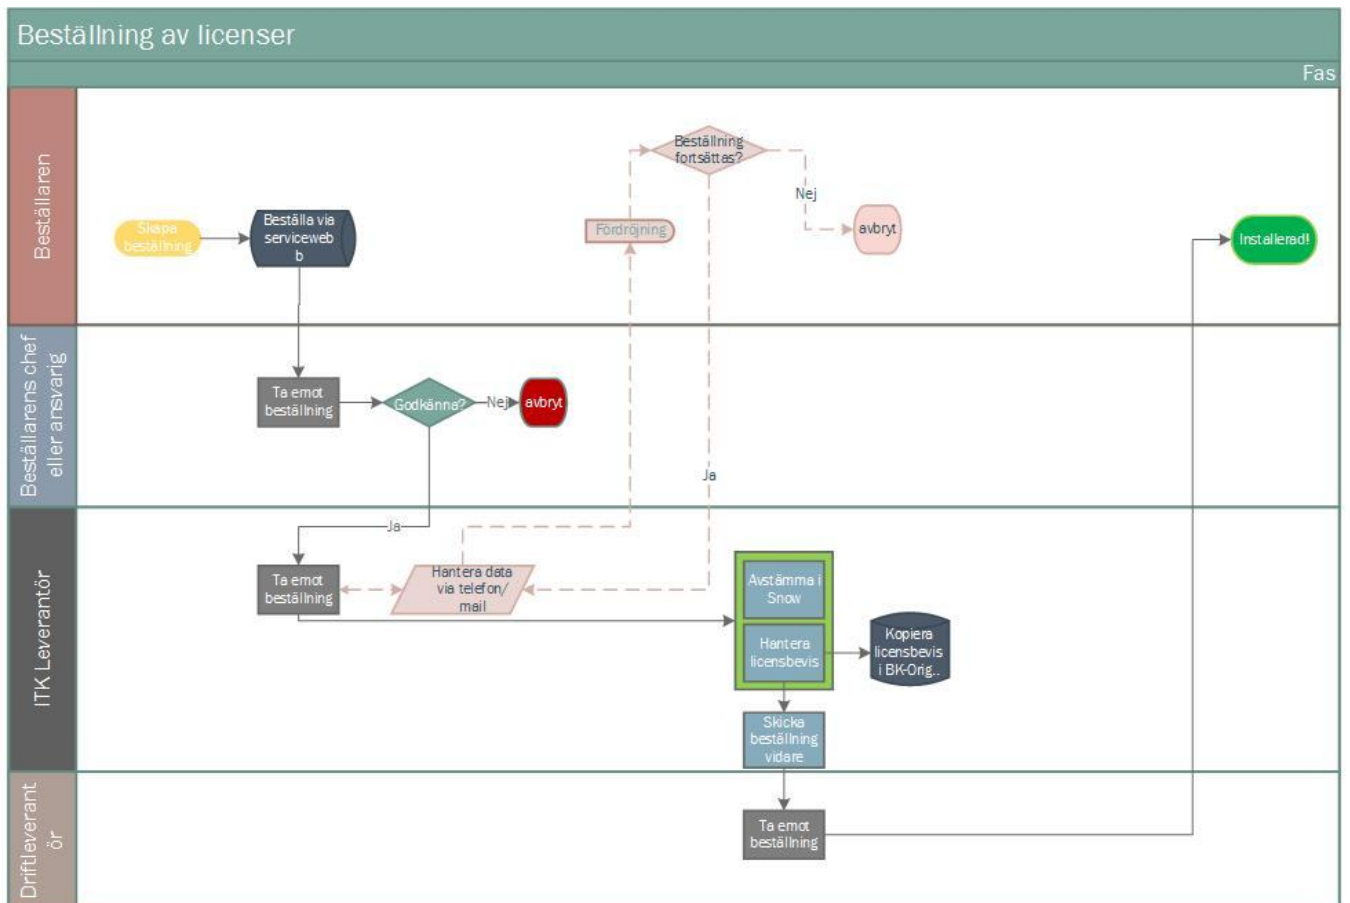 Beställning av licenser
Fas
Beställaren
Skapa
beställning
Beställa via
serviceweb
b
Fördröjning
Beställning
fortsättas?
Nej
avbryt
Installerad!
Beställarens chef
eller ansvarig
Ta emot
beställning
Godkänna?
Nej
avbryt
Ja
Ja
ITK Leverantör
Ta emot
beställning
Hantera data
via telefon/
mail
Avstämma i
Snow
Hantera
licensbevis
Kopiera
licensbevis
i BK-Orig..
Skicka
beställning
vidare
Driftleverant
ör
Ta emot
beställning